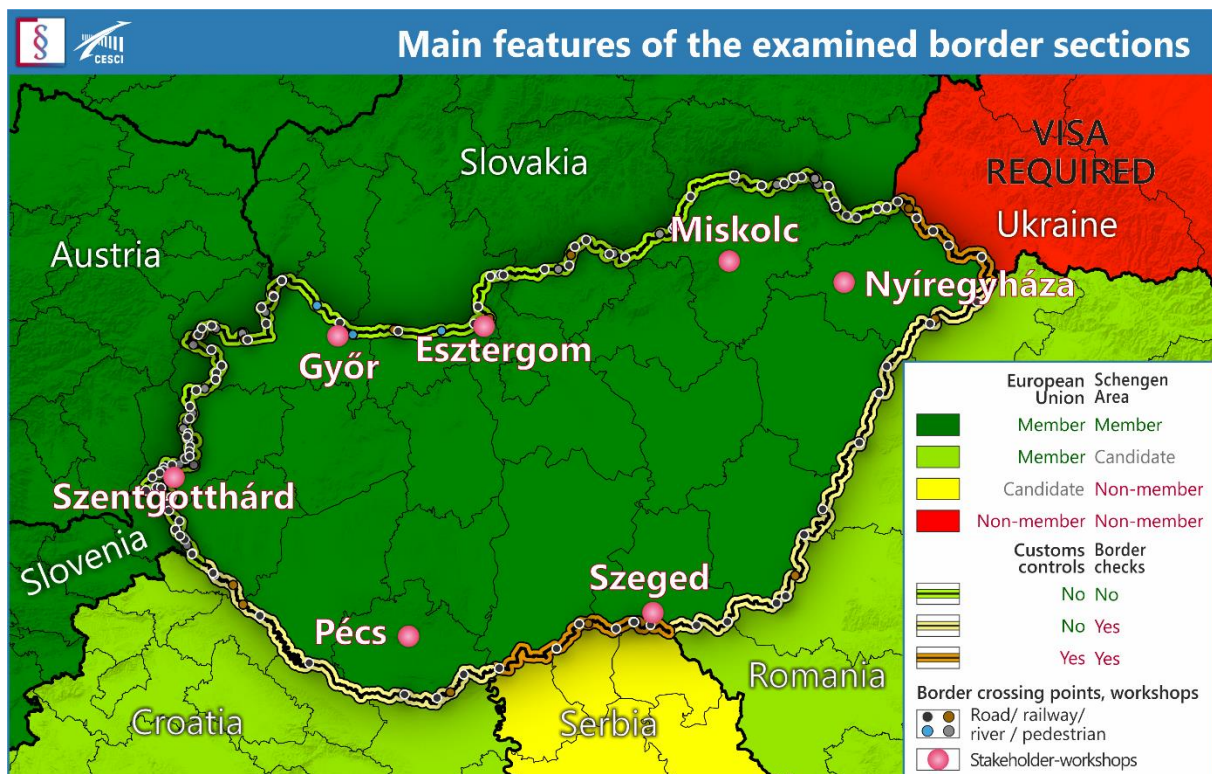 §
CESCI
Main features of the examined border sections
VISA
REQUIRED
Slovakia
Ukraine
Miskolc
Austria
Nyíregyháza
Esztergom
Győr
Szentgotthárd
Slovenia
Szeged
Pécs
Romania
Croatia
Serbia
European Schengen
Union Area
Member Member
Member Candidate
Candidate Non-member
Non-member Non-member
Customs Border
controls checks
No No
No Yes
Yes Yes
Border crossing points, workshops
Road/ railway/
river / pedestrian
Stakeholder-workshops